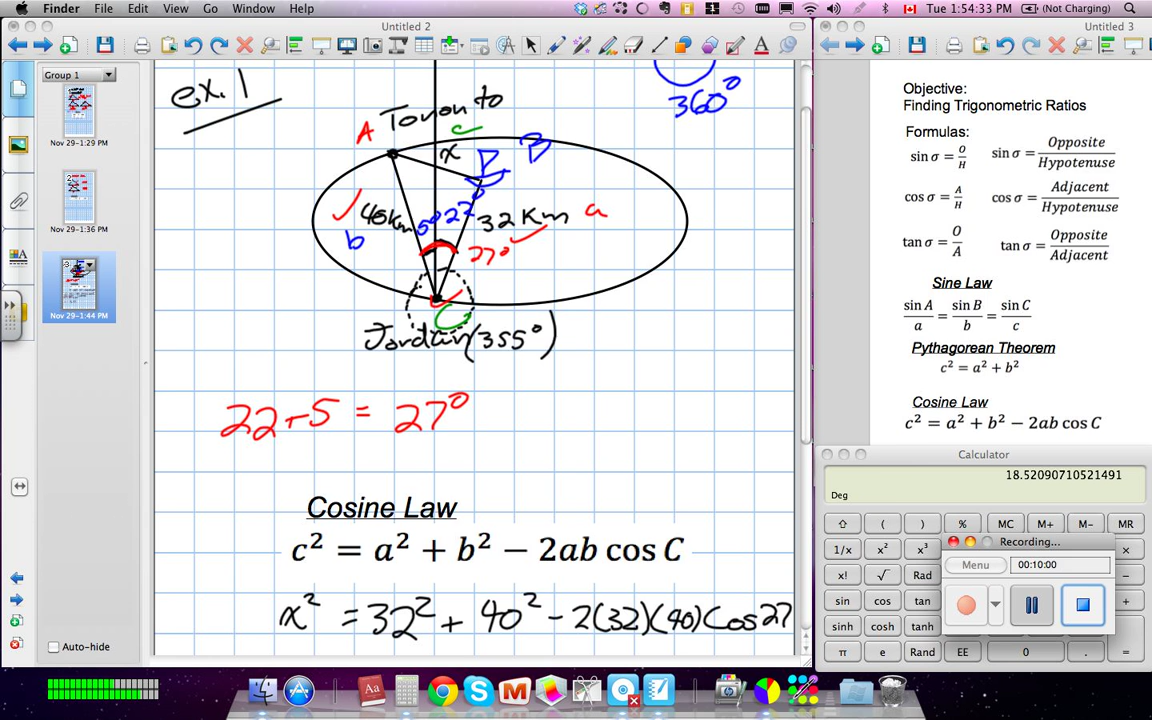 Finder File Edit View Go Window Help
Tue 1:54:33 PM (Not Charging)
Untitled 2
Untitled 3
Group 1
Nov 29-1:29 PM
Nov 29-1:36 PM
Nov 29-1:44 PM
Auto-hide
ex. 1
360°
Toronto
A
c
x
B
40km
5°
22°
32 Km
a
b
27°
C
Jordan (355°)
22+5 = 27°
Cosine Law
c² = a² + b² − 2ab cos C
x² = 32² + 40² - 2(32)(40)Cos27
Objective:
Finding Trigonometric Ratios
Formulas:
sin σ = O/H sin σ = Opposite/Hypotenuse
cos σ = A/H cos σ = Adjacent/Hypotenuse
tan σ = O/A tan σ = Opposite/Adjacent
Sine Law
sin A/a = sin B/b = sin C/c
Pythagorean Theorem
c² = a² + b²
Cosine Law
c² = a² + b² − 2ab cos C
Calculator
18.52090710521491
Deg
( ) % MC M+ M- MR
1/x x² x³ ×
x! √ Rad −
sin cos tan +
sinh cosh tanh
π e Rand EE 0 . =
Recording...
Menu 00:10:00